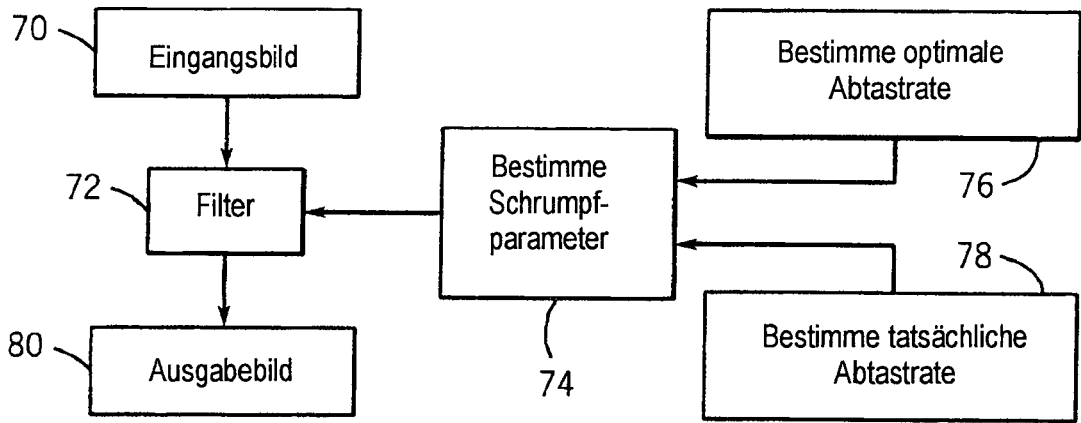 70
Eingangsbild
72
Filter
80
Ausgabebild
Bestimme
Schrumpf-
parameter
74
Bestimme optimale
Abtastrate
76
78
Bestimme tatsächliche
Abtastrate